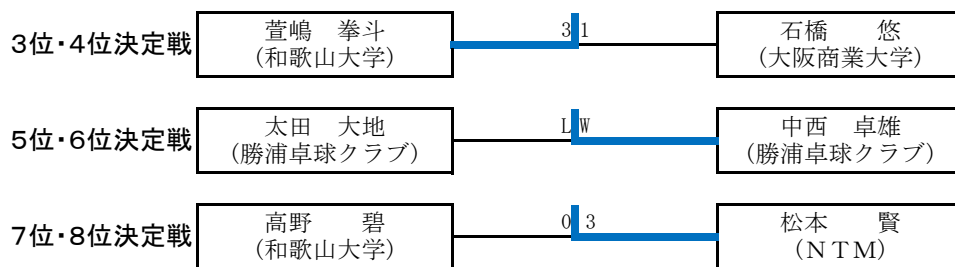 3位・4位決定戦
萱嶋　拳斗
(和歌山大学)
3 1
石橋　　悠
(大阪商業大学)
5位・6位決定戦
太田　大地
(勝浦卓球クラブ)
L W
中西　卓雄
(勝浦卓球クラブ)
7位・8位決定戦
高野　　碧
(和歌山大学)
0 3
松本　　賢
(ＮＴＭ)